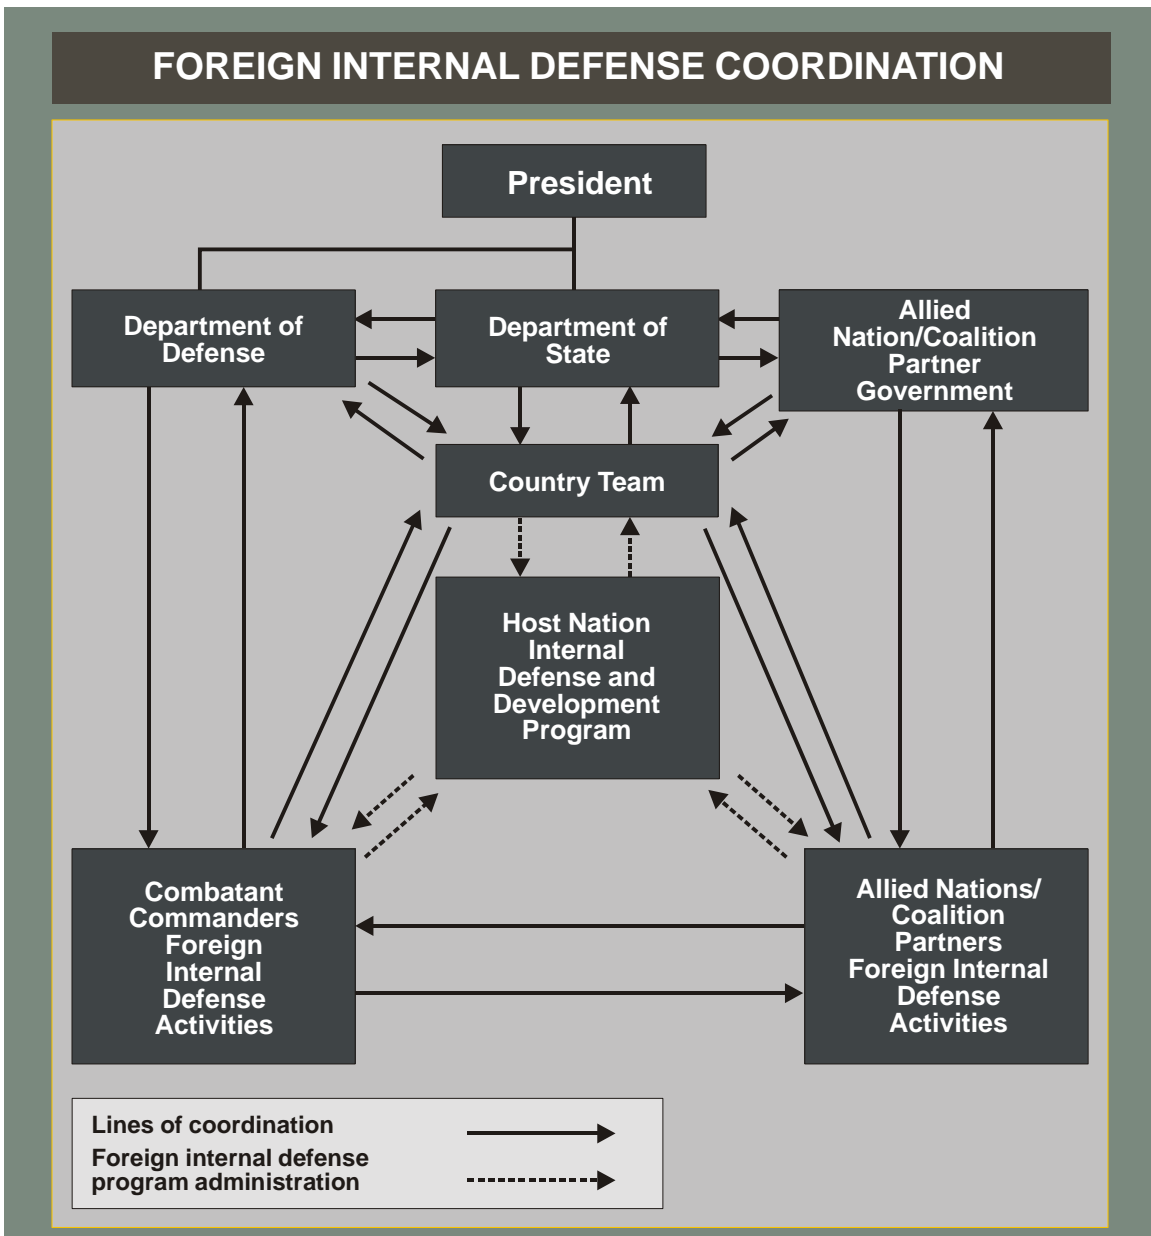 FOREIGN INTERNAL DEFENSE COORDINATION
President
Department of
Defense
Department of
State
Allied
Nation/Coalition
Partner
Government
Country Team
Host Nation
Internal
Defense and
Development
Program
Combatant
Commanders
Foreign
Internal
Defense
Activities
Allied Nations/
Coalition
Partners
Foreign Internal
Defense
Activities
Lines of coordination
Foreign internal defense
program administration